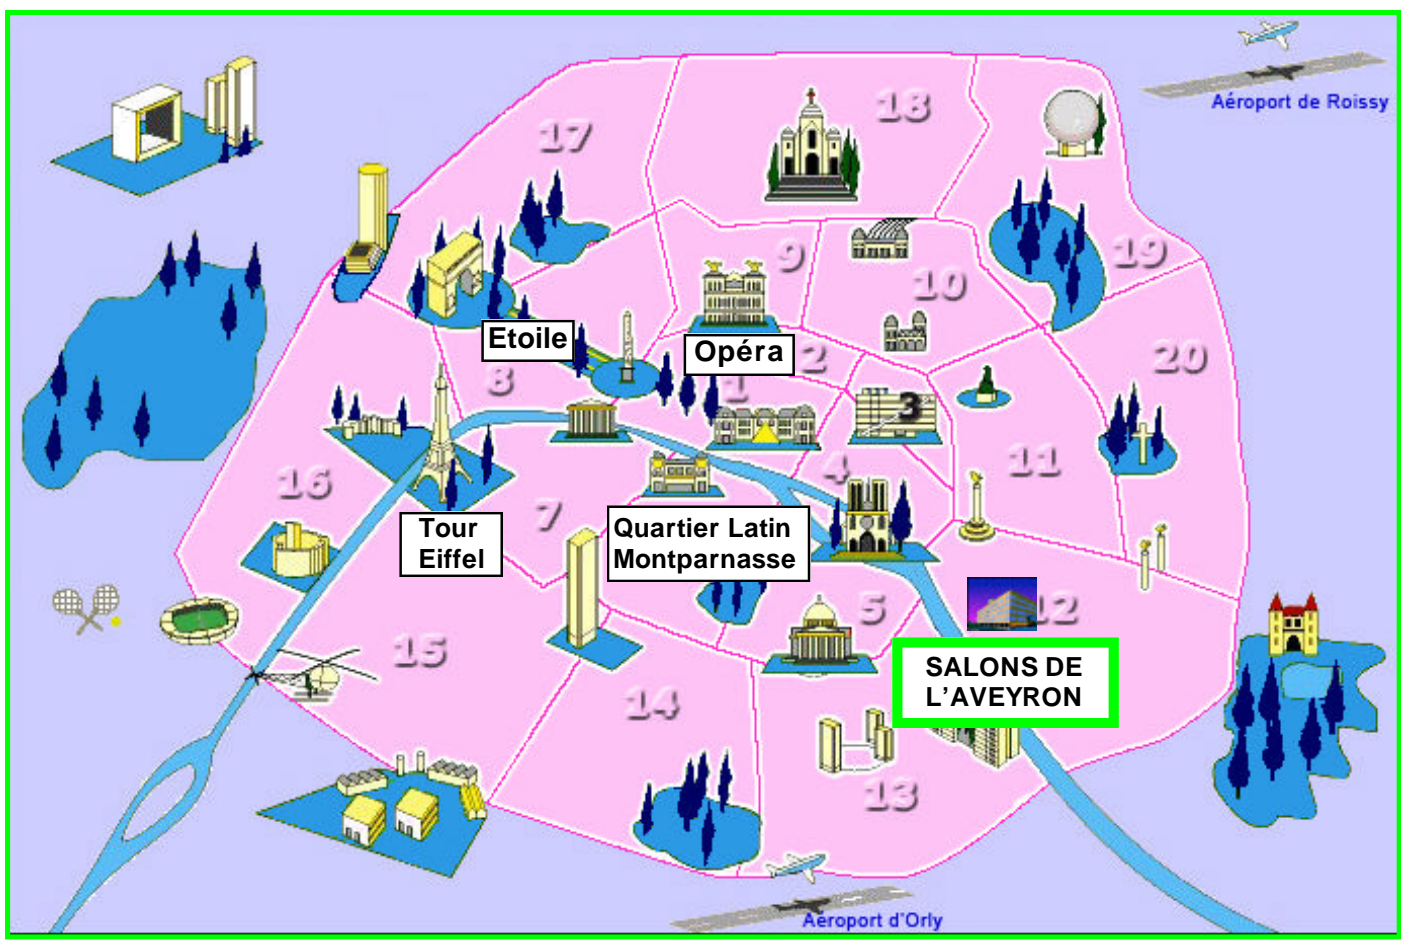 Aéroport de Roissy
18
17
19
9
10
Etoile
Opéra
2
20
8
1
3
11
16
4
7
Tour
Eiffel
Quartier Latin
Montparnasse
5
12
15
SALONS DE
L'AVEYRON
14
13
Aéroport d'Orly